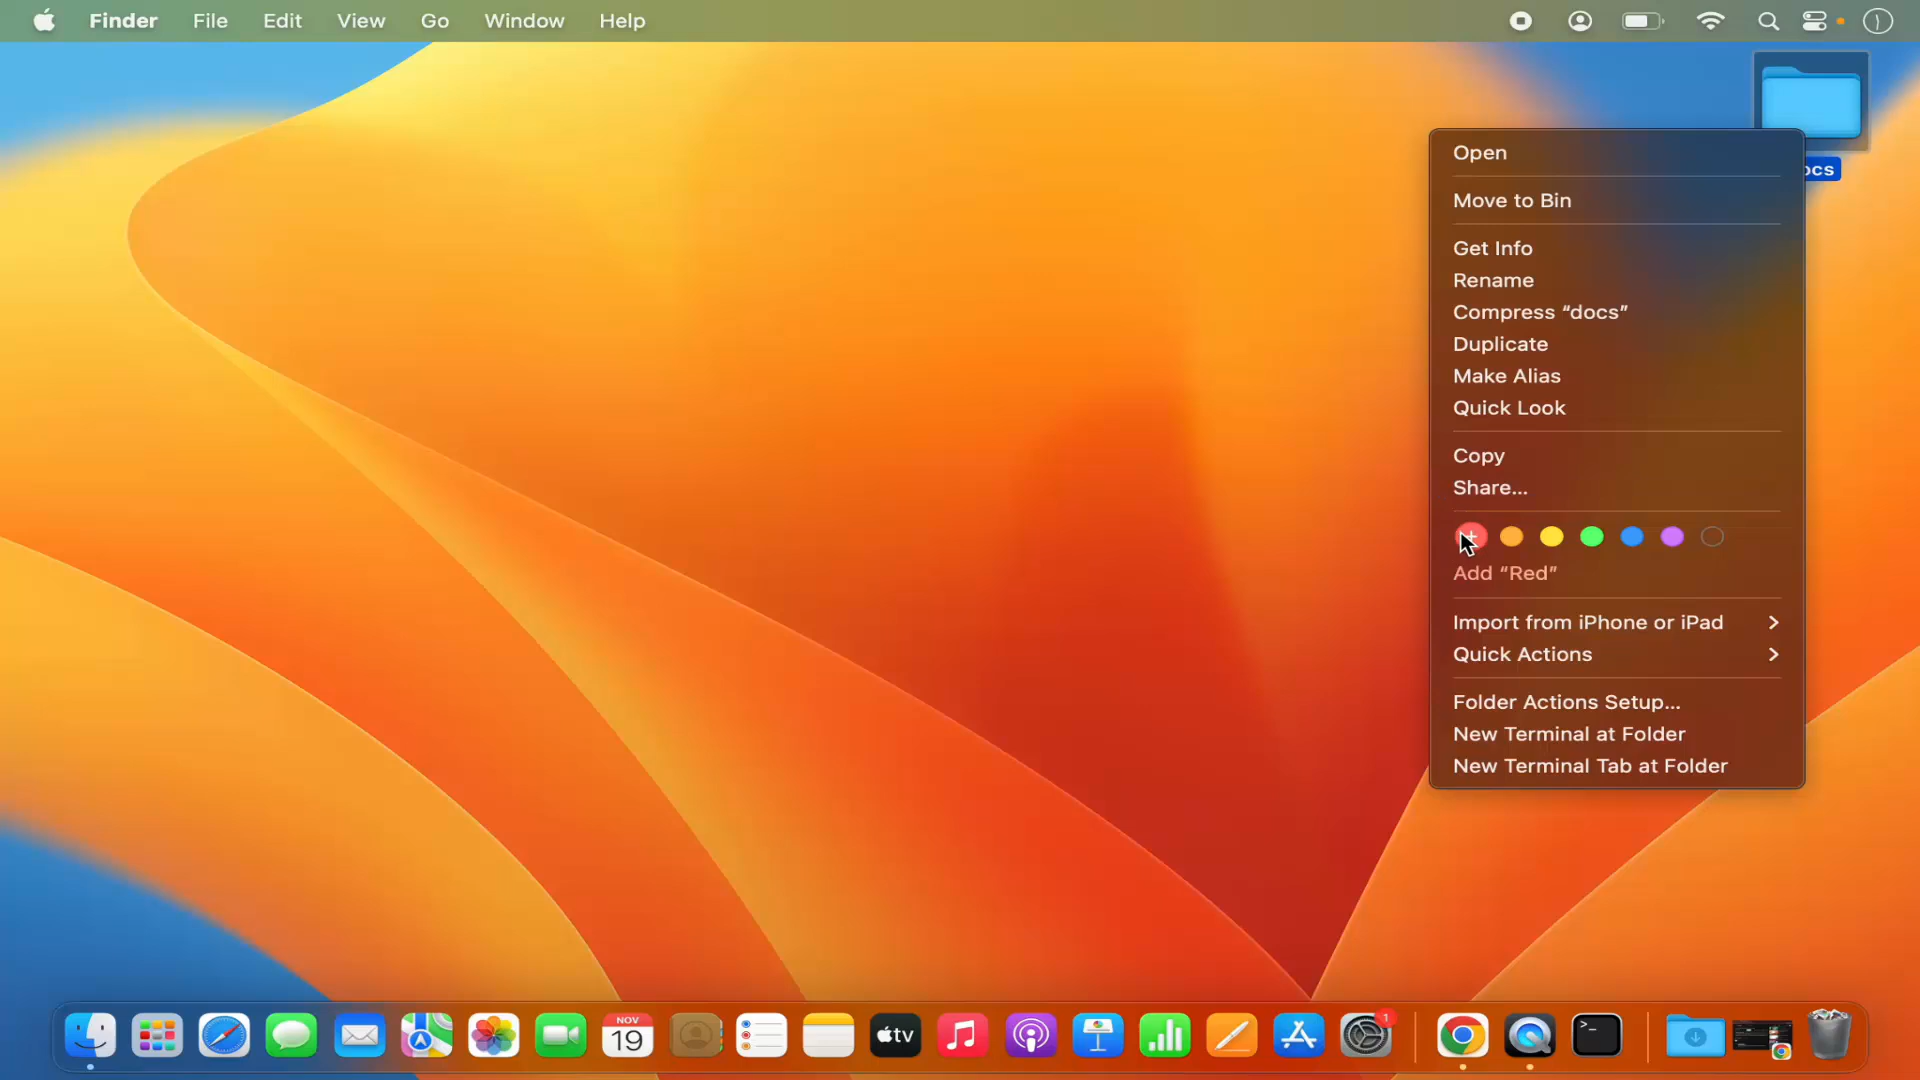 Finder File Edit View Go Window Help
ocs
Open
Move to Bin
Get Info
Rename
Compress “docs”
Duplicate
Make Alias
Quick Look
Copy
Share...
Add “Red”
Import from iPhone or iPad
Quick Actions
Folder Actions Setup...
New Terminal at Folder
New Terminal Tab at Folder
NOV
19
tv
1
>_